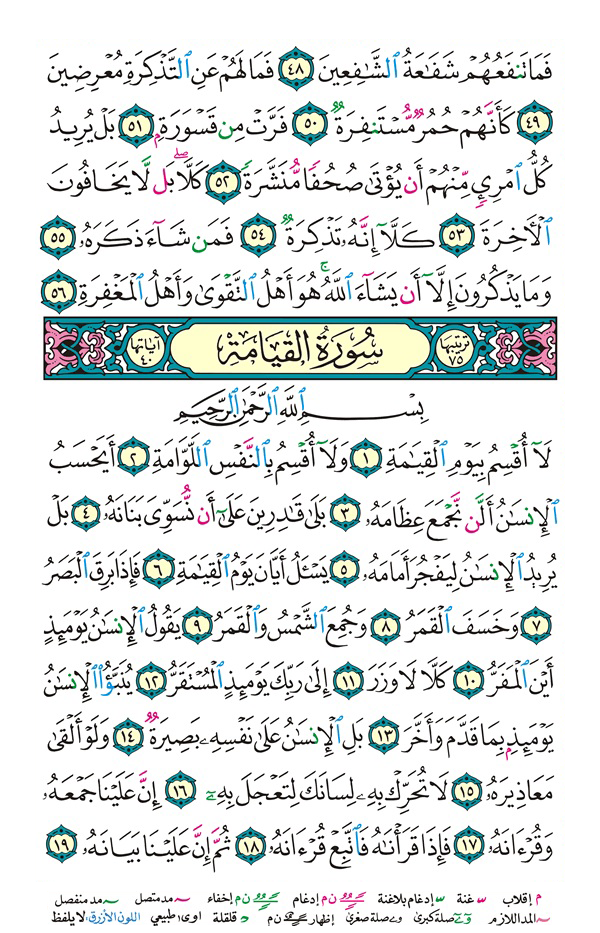 فَمَا تَنفَعُهُمْ شَفَـٰعَةُ ٱلشَّـٰفِعِينَ ٤٨ فَمَا لَهُمْ عَنِ ٱلتَّذْكِرَةِ مُعْرِضِينَ
٤٩ كَأَنَّهُمْ حُمُرٌ مُّسْتَنفِرَةٌ ٥٠ فَرَّتْ مِن قَسْوَرَةٍۭ ٥١ بَلْ يُرِيدُ
كُلُّ ٱمْرِئٍ مِّنْهُمْ أَن يُؤْتَىٰ صُحُفًا مُّنَشَّرَةً ٥٢ كَلَّا ۖ بَل لَّا يَخَافُونَ
ٱلْـَٔاخِرَةَ ٥٣ كَلَّآ إِنَّهُۥ تَذْكِرَةٌ ٥٤ فَمَن شَآءَ ذَكَرَهُۥ ٥٥
وَمَا يَذْكُرُونَ إِلَّآ أَن يَشَآءَ ٱللَّهُ ۚ هُوَ أَهْلُ ٱلتَّقْوَىٰ وَأَهْلُ ٱلْمَغْفِرَةِ ٥٦
ترتيبها ٧٥ سُورَةُ القِيَامَةِ آياتها ٤٠
بِسْمِ ٱللَّهِ ٱلرَّحْمَـٰنِ ٱلرَّحِيمِ
لَآ أُقْسِمُ بِيَوْمِ ٱلْقِيَـٰمَةِ ١ وَلَآ أُقْسِمُ بِٱلنَّفْسِ ٱللَّوَّامَةِ ٢ أَيَحْسَبُ
ٱلْإِنسَـٰنُ أَلَّن نَّجْمَعَ عِظَامَهُۥ ٣ بَلَىٰ قَـٰدِرِينَ عَلَىٰٓ أَن نُّسَوِّىَ بَنَانَهُۥ ٤ بَلْ
يُرِيدُ ٱلْإِنسَـٰنُ لِيَفْجُرَ أَمَامَهُۥ ٥ يَسْـَٔلُ أَيَّانَ يَوْمُ ٱلْقِيَـٰمَةِ ٦ فَإِذَا بَرِقَ ٱلْبَصَرُ
٧ وَخَسَفَ ٱلْقَمَرُ ٨ وَجُمِعَ ٱلشَّمْسُ وَٱلْقَمَرُ ٩ يَقُولُ ٱلْإِنسَـٰنُ يَوْمَئِذٍ
أَيْنَ ٱلْمَفَرُّ ١٠ كَلَّا لَا وَزَرَ ١١ إِلَىٰ رَبِّكَ يَوْمَئِذٍ ٱلْمُسْتَقَرُّ ١٢ يُنَبَّؤُا۟ ٱلْإِنسَـٰنُ
يَوْمَئِذٍۭ بِمَا قَدَّمَ وَأَخَّرَ ١٣ بَلِ ٱلْإِنسَـٰنُ عَلَىٰ نَفْسِهِۦ بَصِيرَةٌ ١٤ وَلَوْ أَلْقَىٰ
مَعَاذِيرَهُۥ ١٥ لَا تُحَرِّكْ بِهِۦ لِسَانَكَ لِتَعْجَلَ بِهِۦٓ ١٦ إِنَّ عَلَيْنَا جَمْعَهُۥ
وَقُرْءَانَهُۥ ١٧ فَإِذَا قَرَأْنَـٰهُ فَٱتَّبِعْ قُرْءَانَهُۥ ١٨ ثُمَّ إِنَّ عَلَيْنَا بَيَانَهُۥ ١٩
م إقلاب غنة إدغام بلاغنة ن م إدغام ن م إخفاء مد متصل مد منفصل
المد اللازم صلة كبرى صلة صغرى إظهار ن م قلقلة اوى طبيعي اللون الأزرق: لا يلفظ